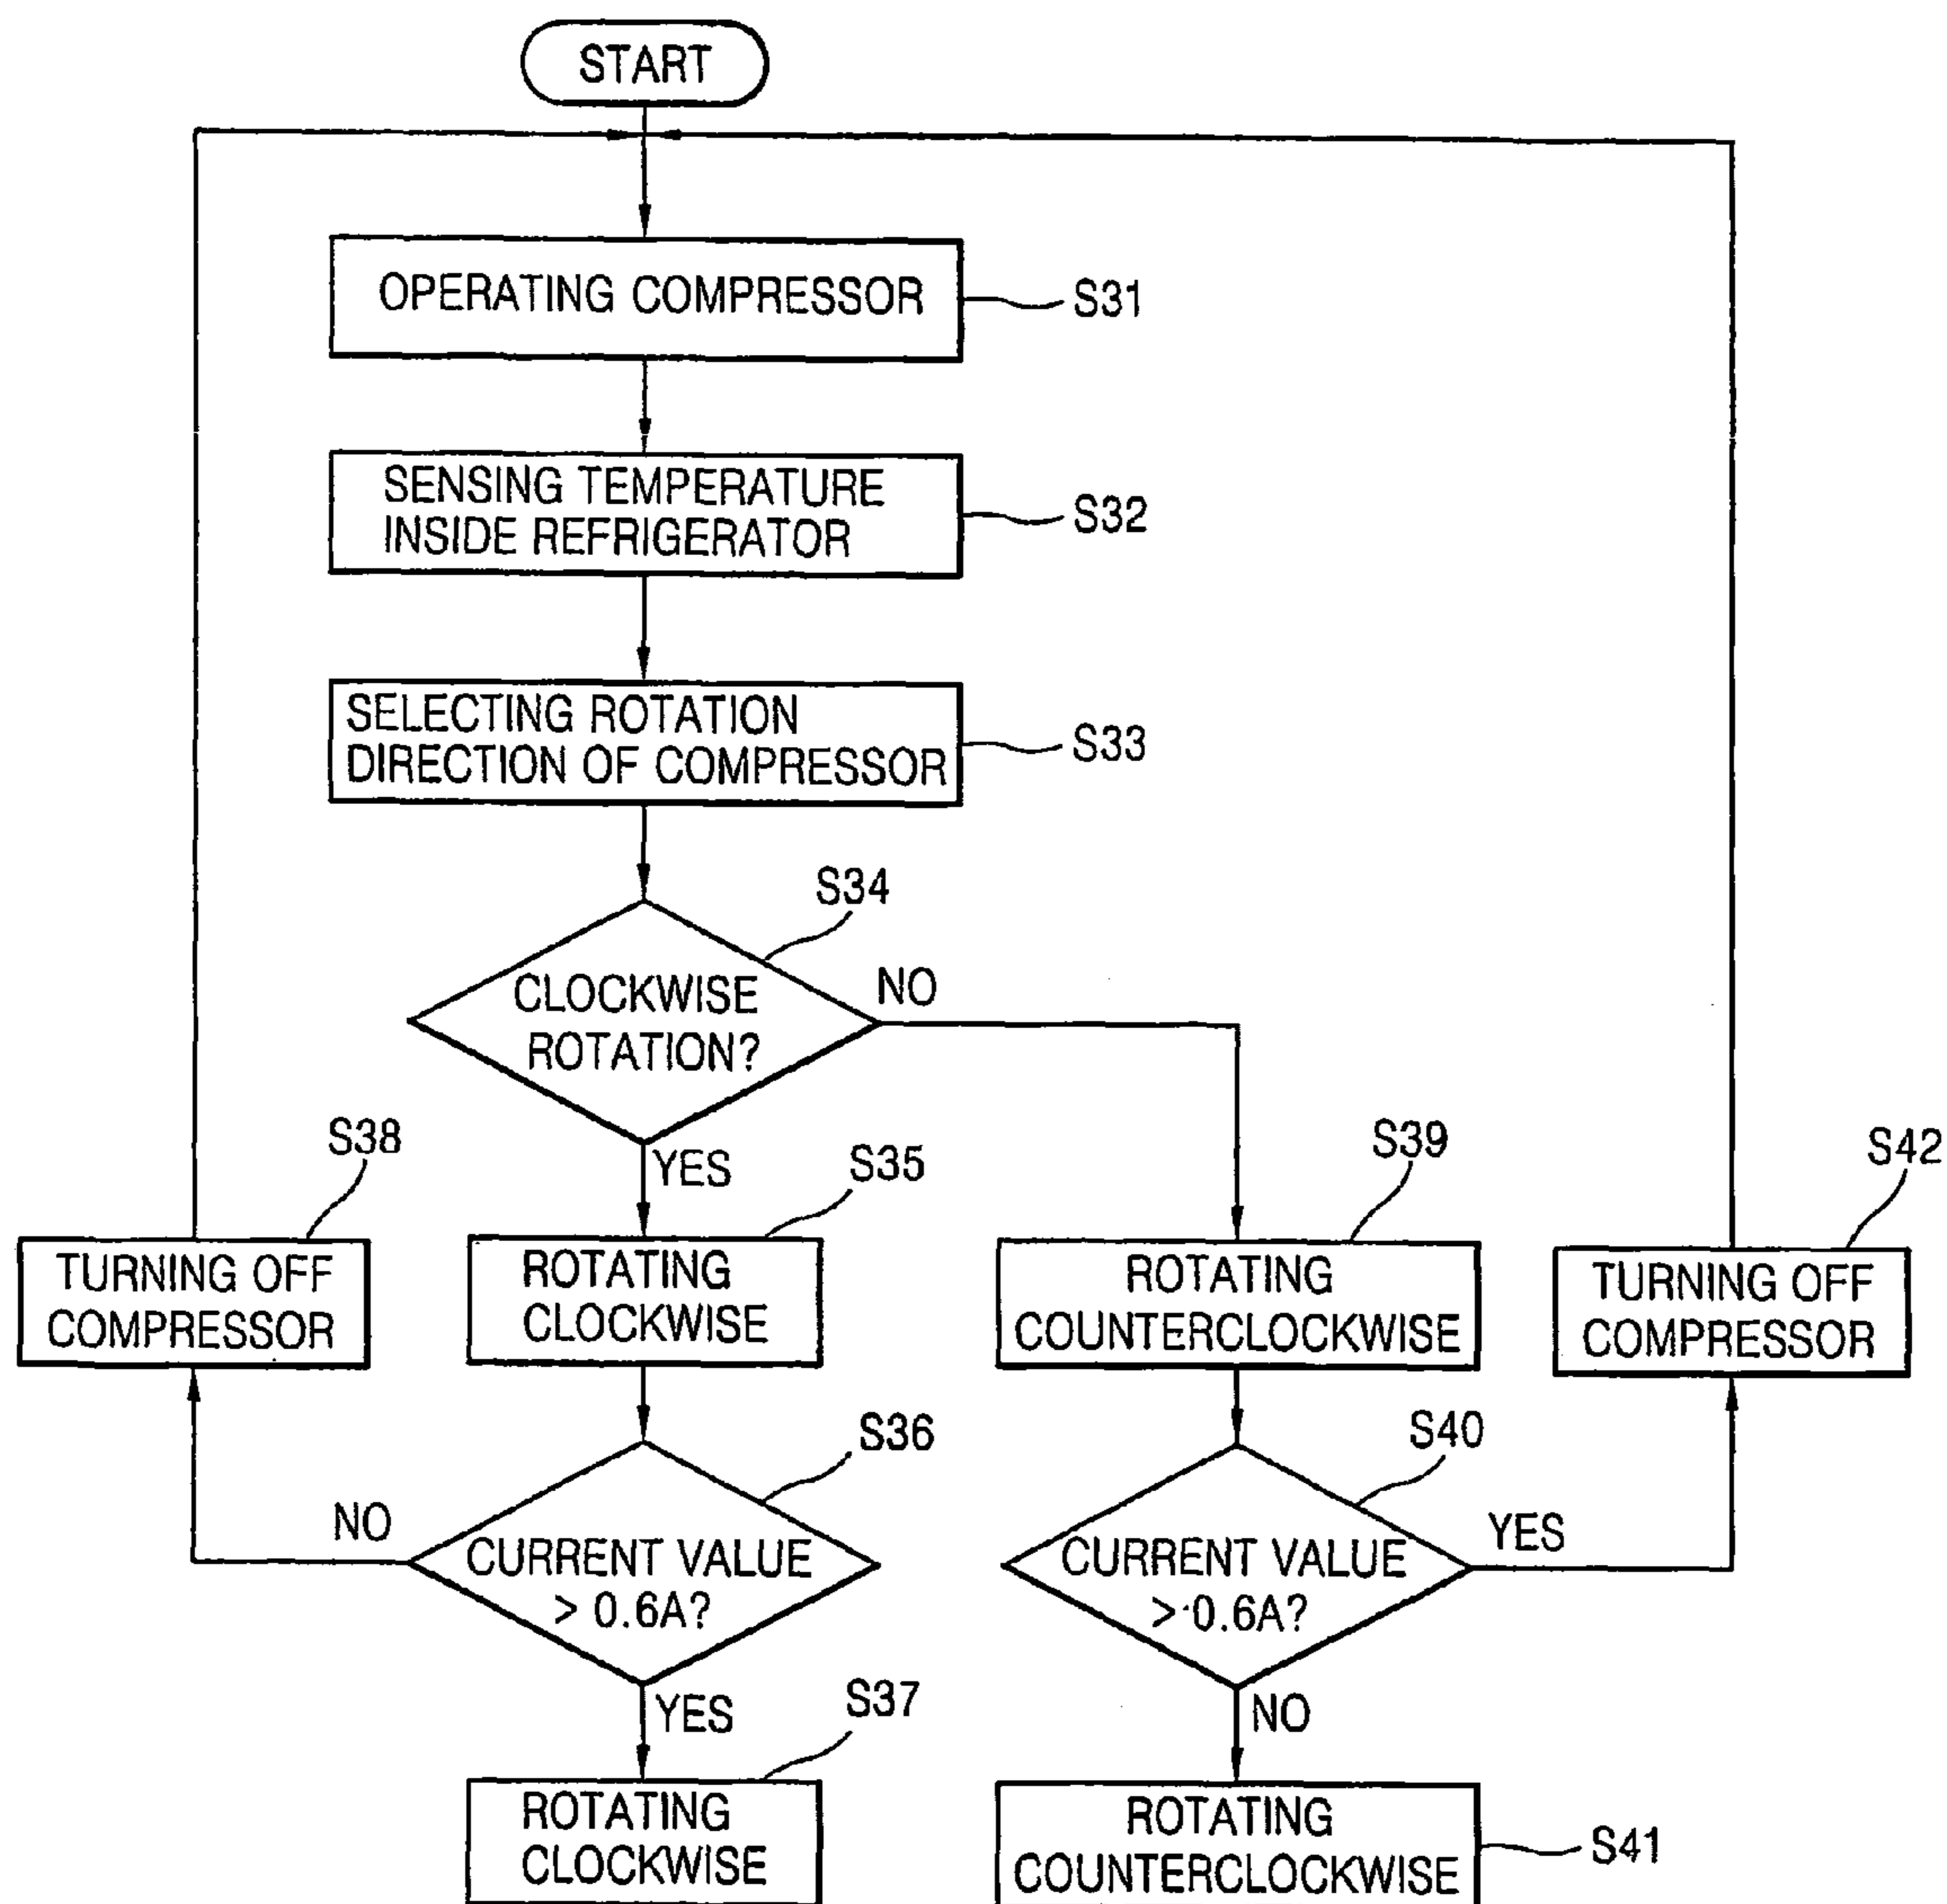 START
OPERATING COMPRESSOR
S31
SENSING TEMPERATURE
INSIDE REFRIGERATOR
S32
SELECTING ROTATION
DIRECTION OF COMPRESSOR
S33
S34
CLOCKWISE
ROTATION?
NO
YES
S38
TURNING OFF
COMPRESSOR
S35
ROTATING
CLOCKWISE
S39
ROTATING
COUNTERCLOCKWISE
S42
TURNING OFF
COMPRESSOR
S36
CURRENT VALUE
> 0.6A?
NO
YES
S40
CURRENT VALUE
> 0.6A?
YES
NO
S37
ROTATING
CLOCKWISE
ROTATING
COUNTERCLOCKWISE
S41